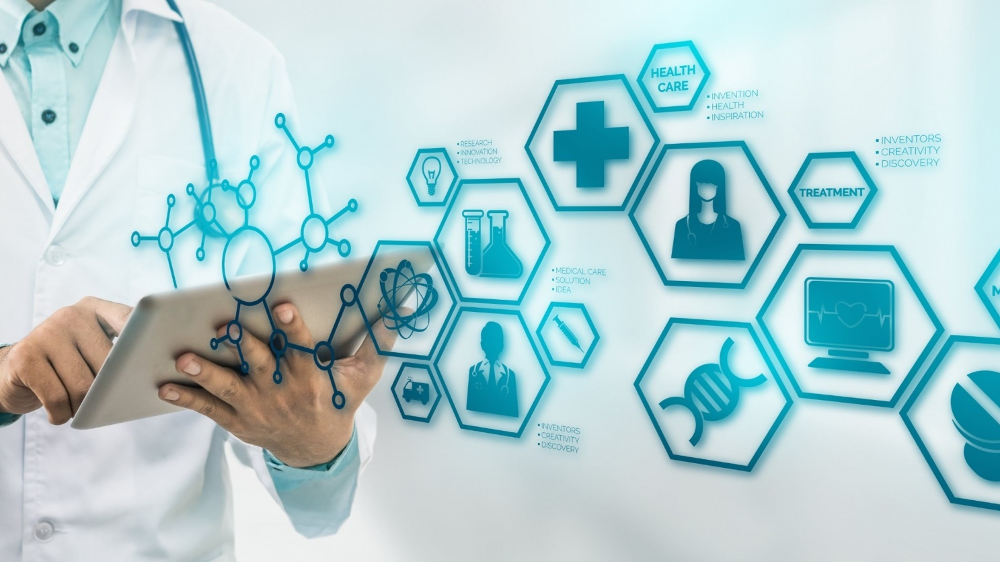 HEALTH
CARE
▪ INVENTION
▪ HEALTH
▪ INSPIRATION
▪ RESEARCH
▪ INNOVATION
▪ TECHNOLOGY
▪ INVENTORS
▪ CREATIVITY
▪ DISCOVERY
TREATMENT
▪ MEDICAL CARE
▪ SOLUTION
▪ IDEA
▪ INVENTORS
▪ CREATIVITY
▪ DISCOVERY